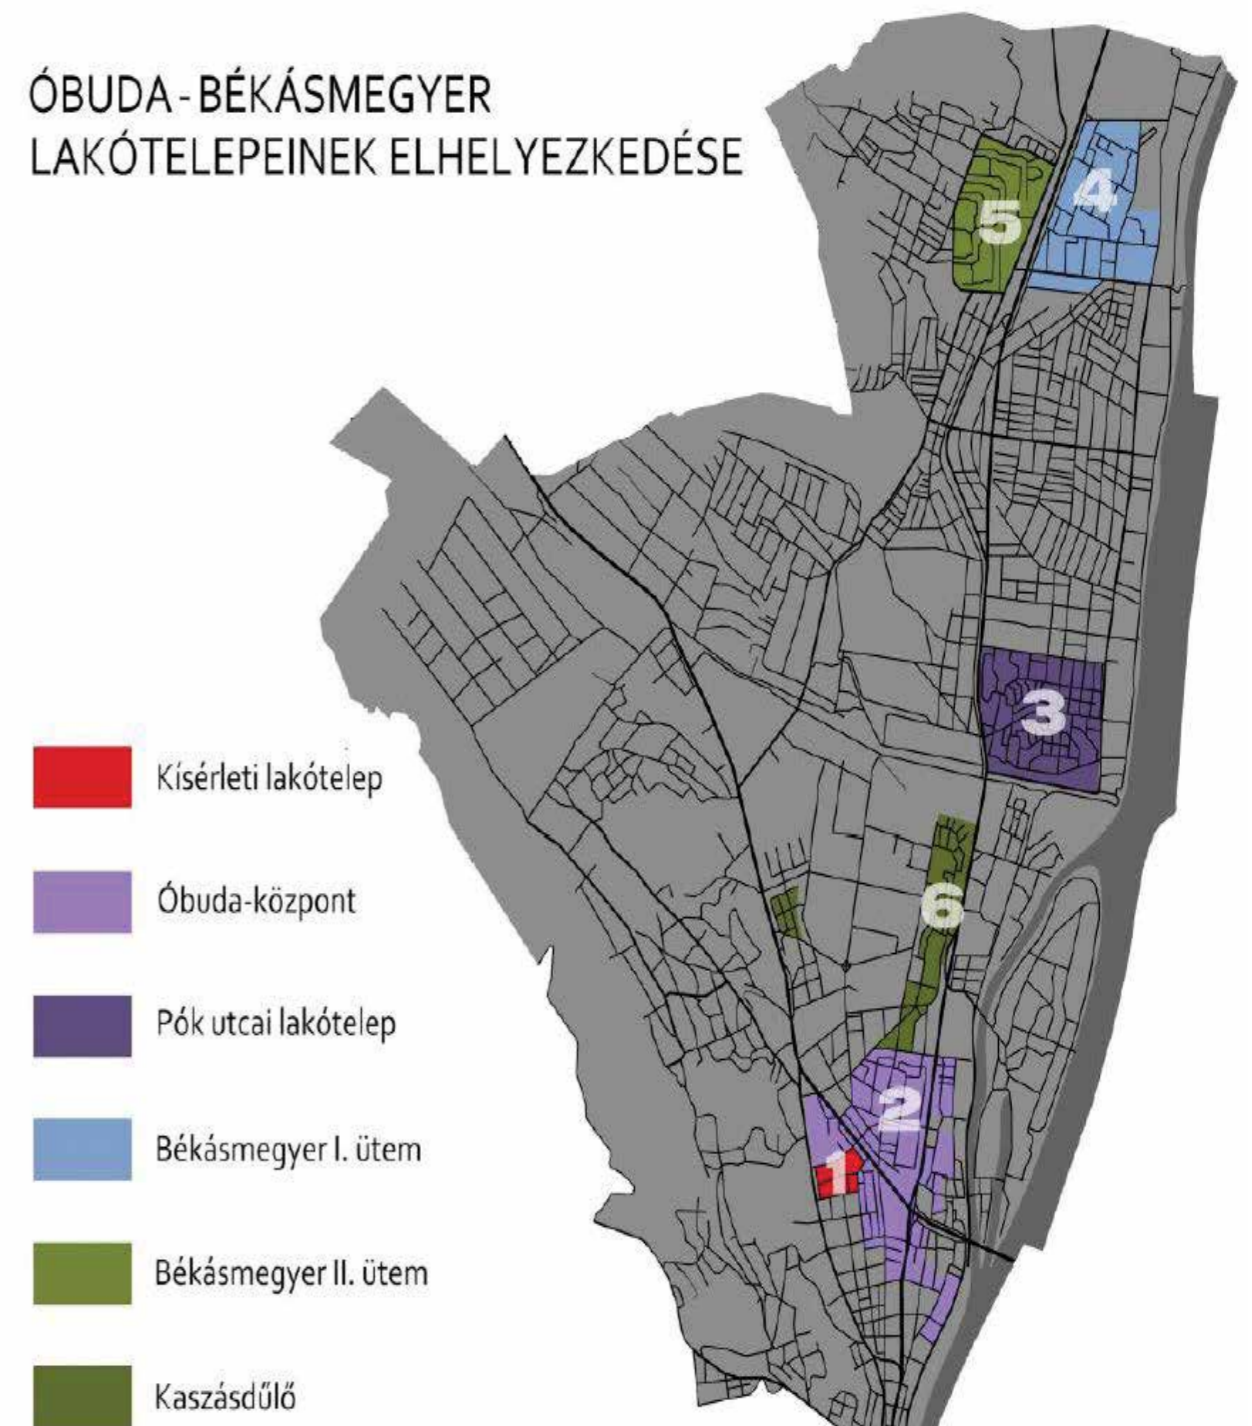 ÓBUDA-BÉKÁSMEGYER
LAKÓTELEPEINEK ELHELYEZKEDÉSE
5
4
3
6
2
1
Kísérleti lakótelep
Óbuda-központ
Pók utcai lakótelep
Békásmegyer I. ütem
Békásmegyer II. ütem
Kaszásdűlő